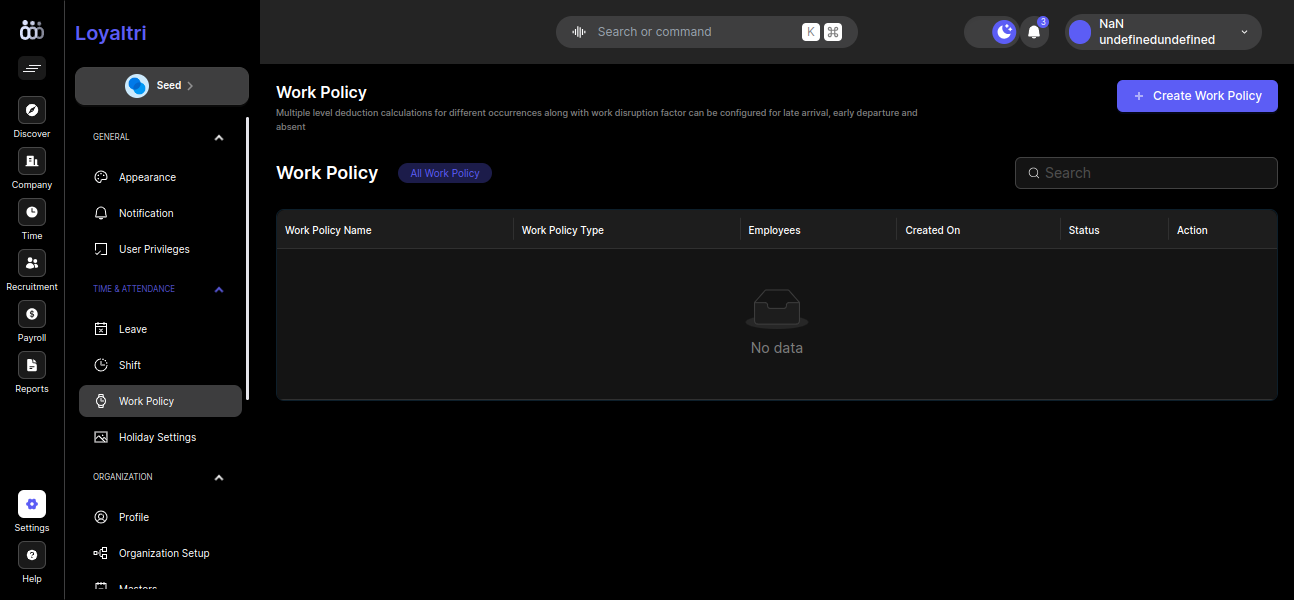 Loyaltri
Search or command
K
⌘
3
NaN
undefinedundefined
Seed
Discover
Company
Time
Recruitment
Payroll
Reports
Settings
Help
GENERAL
Appearance
Notification
User Privileges
TIME & ATTENDANCE
Leave
Shift
Work Policy
Holiday Settings
ORGANIZATION
Profile
Organization Setup
Masters
Work Policy
Multiple level deduction calculations for different occurrences along with work disruption factor can be configured for late arrival, early departure and
absent
+ Create Work Policy
Work Policy
All Work Policy
Search
Work Policy Name
Work Policy Type
Employees
Created On
Status
Action
No data